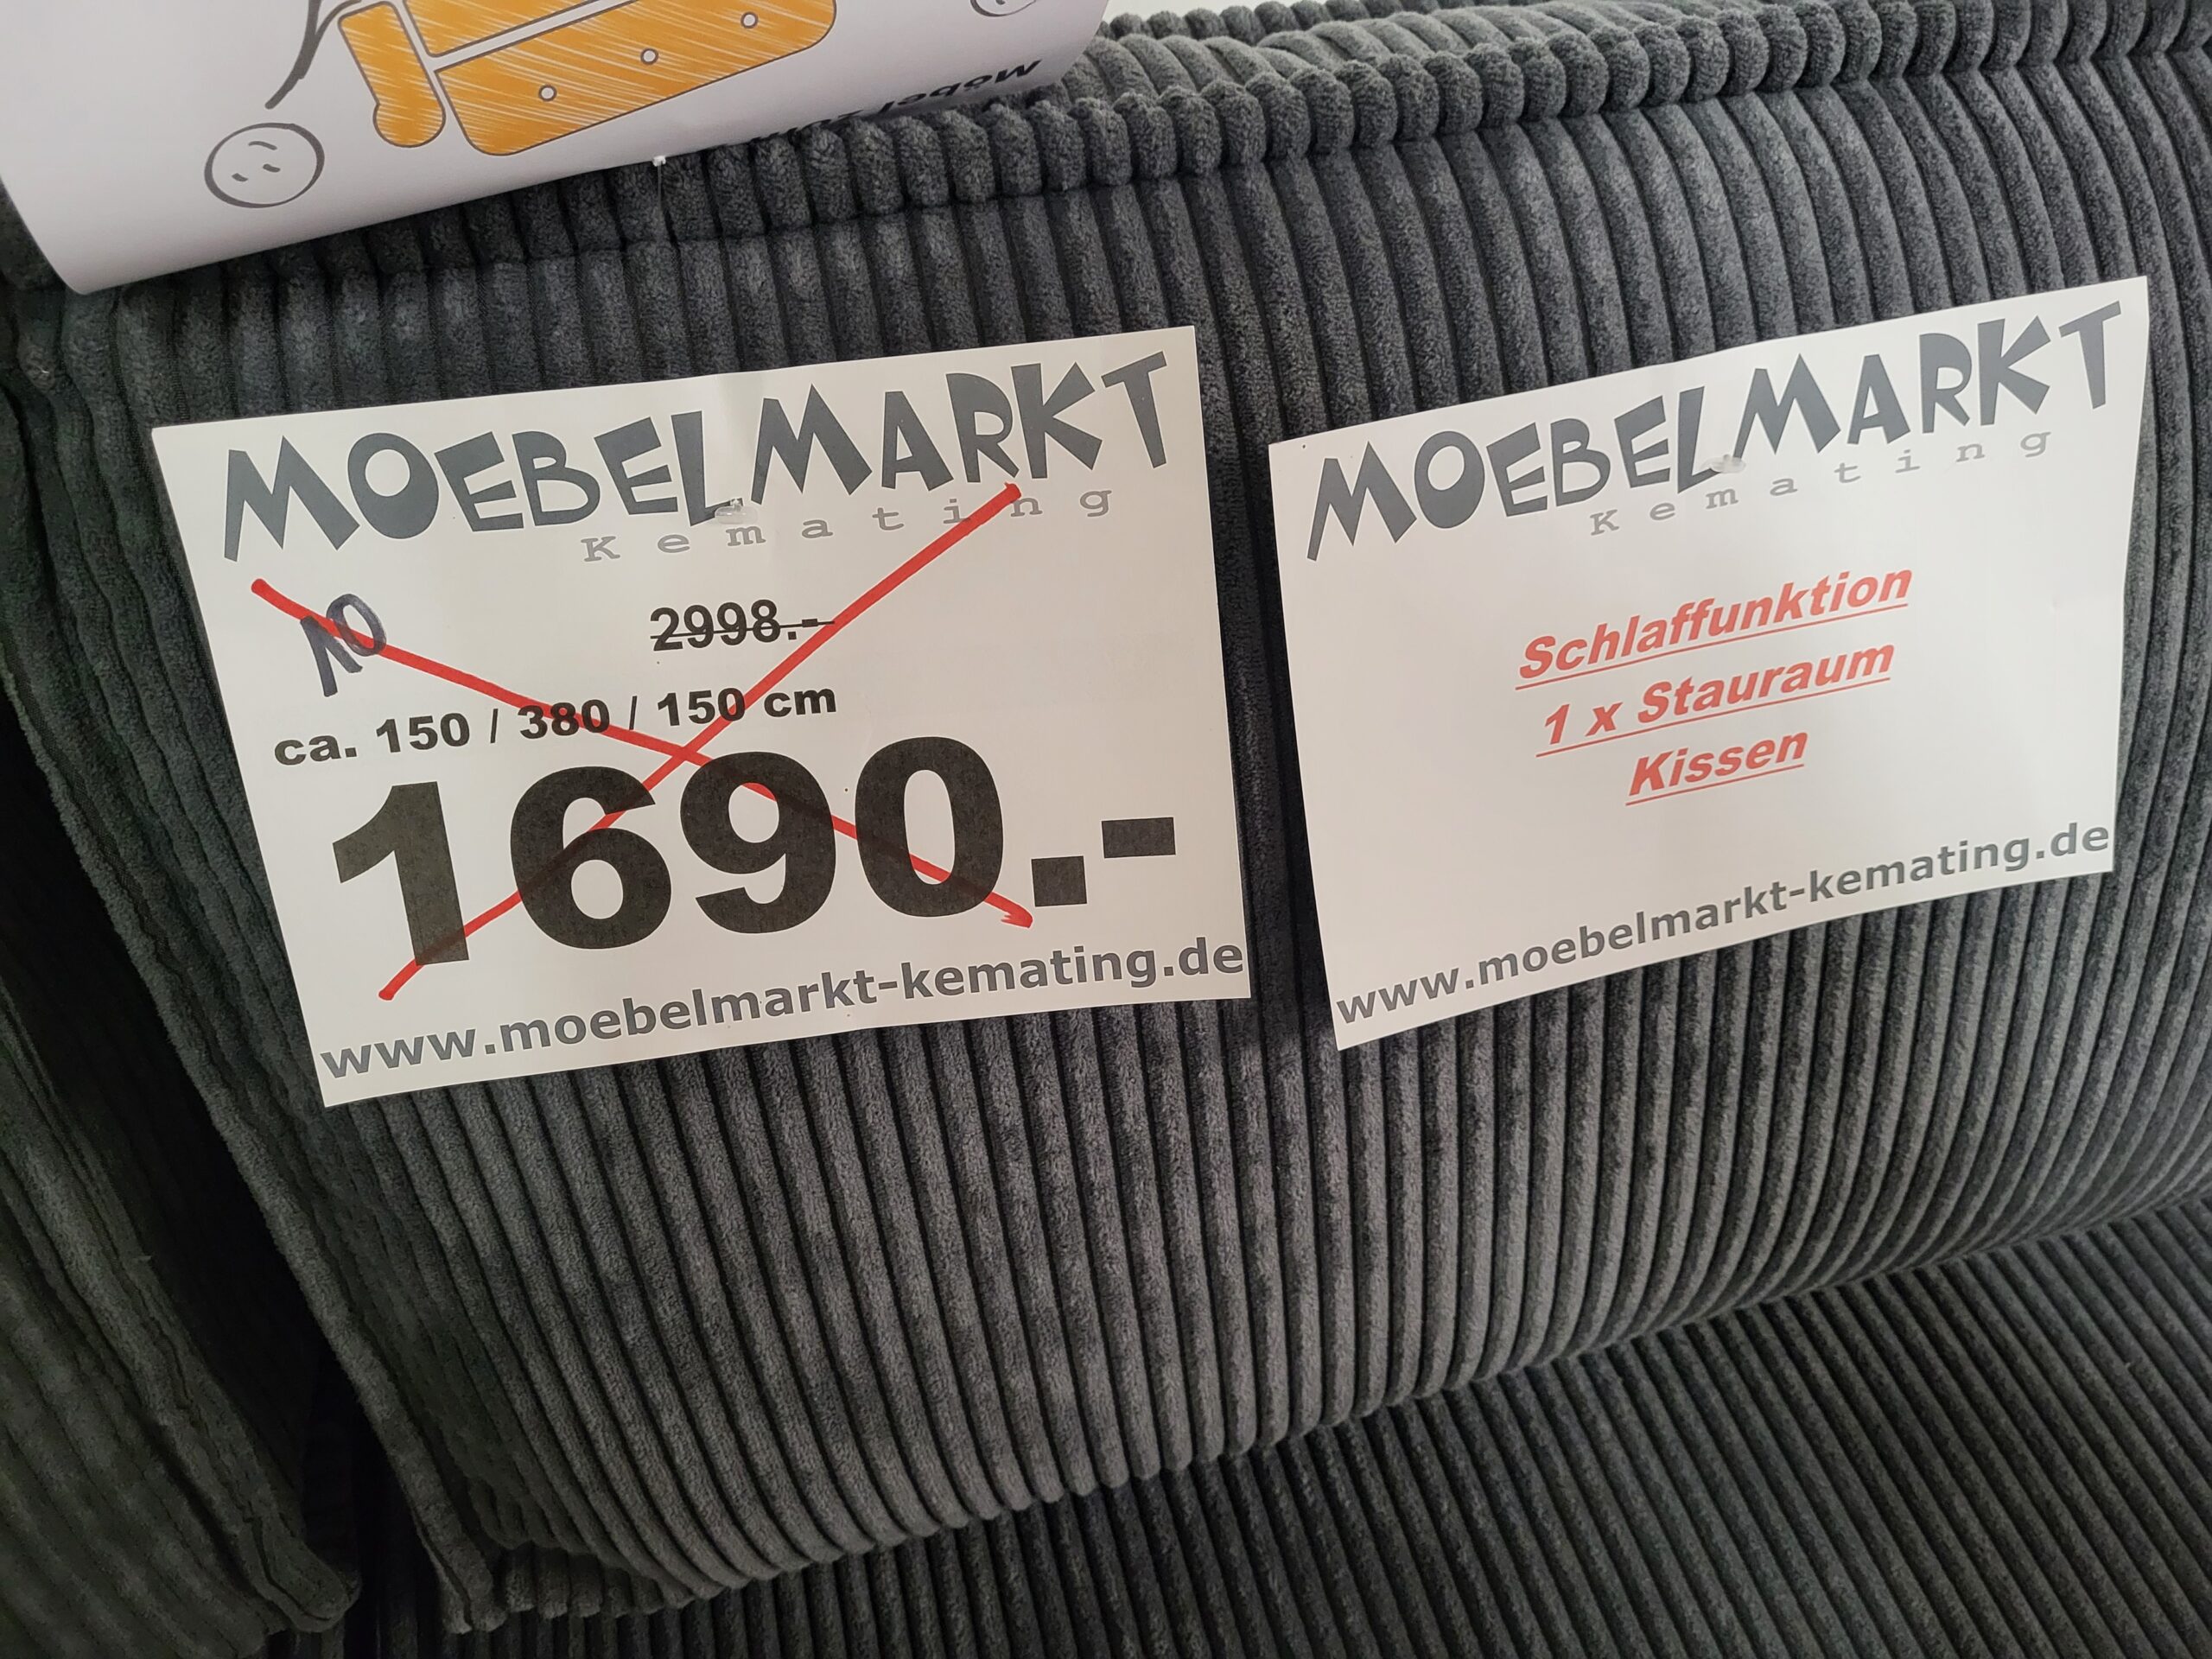 MOEBELMARKT
Kemating
10
2998.-
ca. 150 / 380 / 150 cm
1690.-
www.moebelmarkt-kemating.de
MOEBELMARKT
Kemating
Schlaffunktion
1 x Stauraum
Kissen
www.moebelmarkt-kemating.de